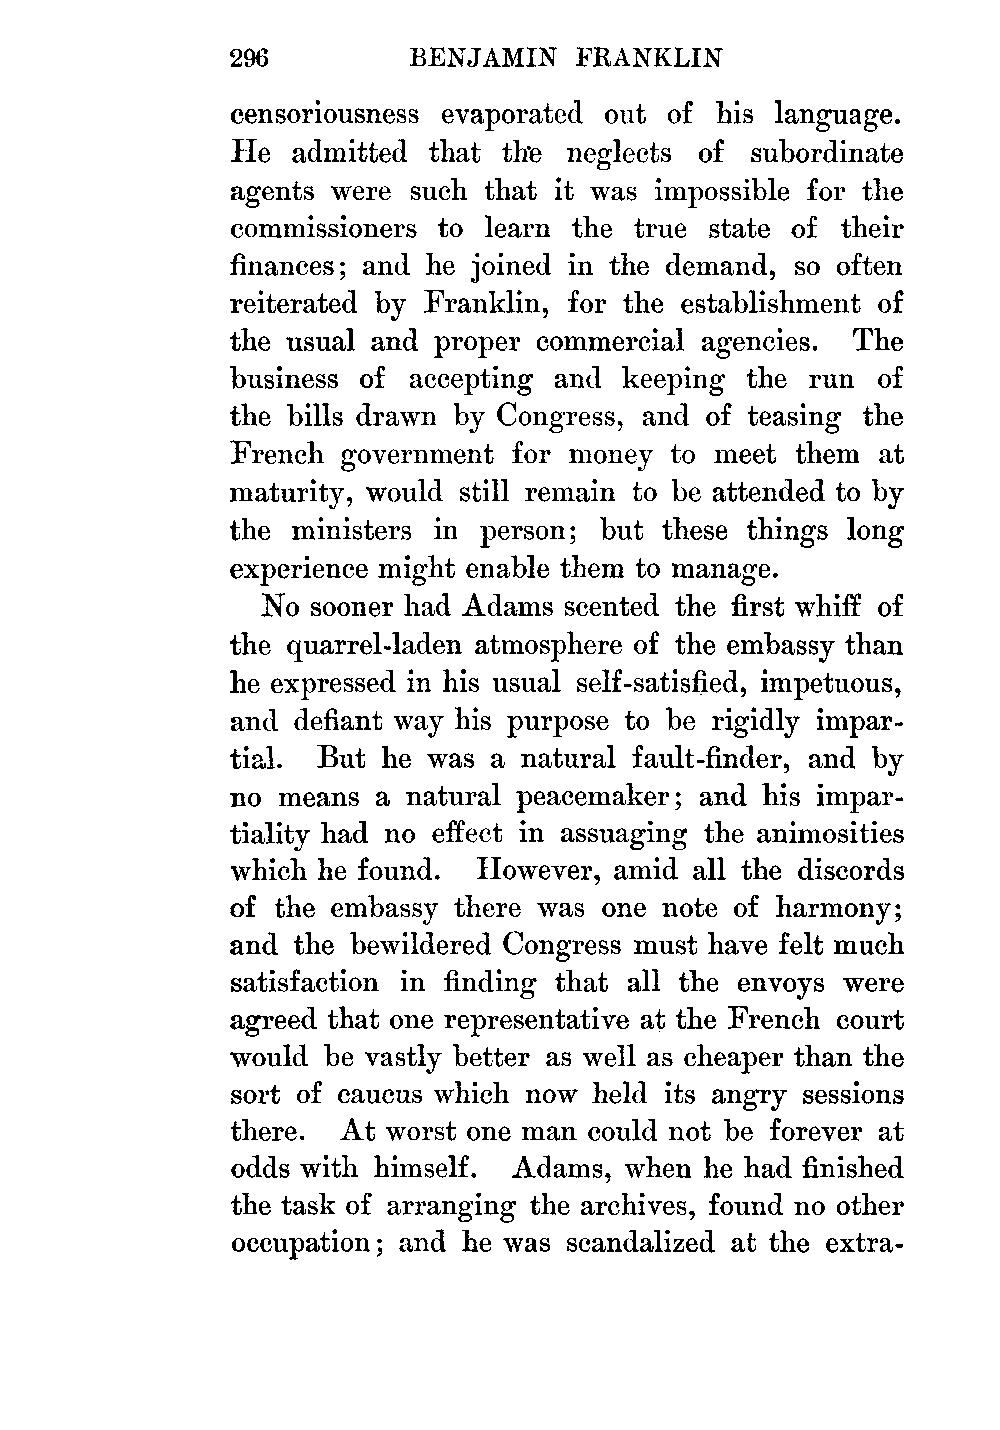 296 BENJAMIN FRANKLIN
censoriousness evaporated out of his language.
He admitted that the neglects of subordinate
agents were such that it was impossible for the
commissioners to learn the true state of their
finances; and he joined in the demand, so often
reiterated by Franklin, for the establishment of
the usual and proper commercial agencies. The
business of accepting and keeping the run of
the bills drawn by Congress, and of teasing the
French government for money to meet them at
maturity, would still remain to be attended to by
the ministers in person; but these things long
experience might enable them to manage.
No sooner had Adams scented the first whiff of
the quarrel-laden atmosphere of the embassy than
he expressed in his usual self-satisfied, impetuous,
and defiant way his purpose to be rigidly impar-
tial. But he was a natural fault-finder, and by
no means a natural peacemaker; and his impar-
tiality had no effect in assuaging the animosities
which he found. However, amid all the discords
of the embassy there was one note of harmony;
and the bewildered Congress must have felt much
satisfaction in finding that all the envoys were
agreed that one representative at the French court
would be vastly better as well as cheaper than the
sort of caucus which now held its angry sessions
there. At worst one man could not be forever at
odds with himself. Adams, when he had finished
the task of arranging the archives, found no other
occupation; and he was scandalized at the extra-